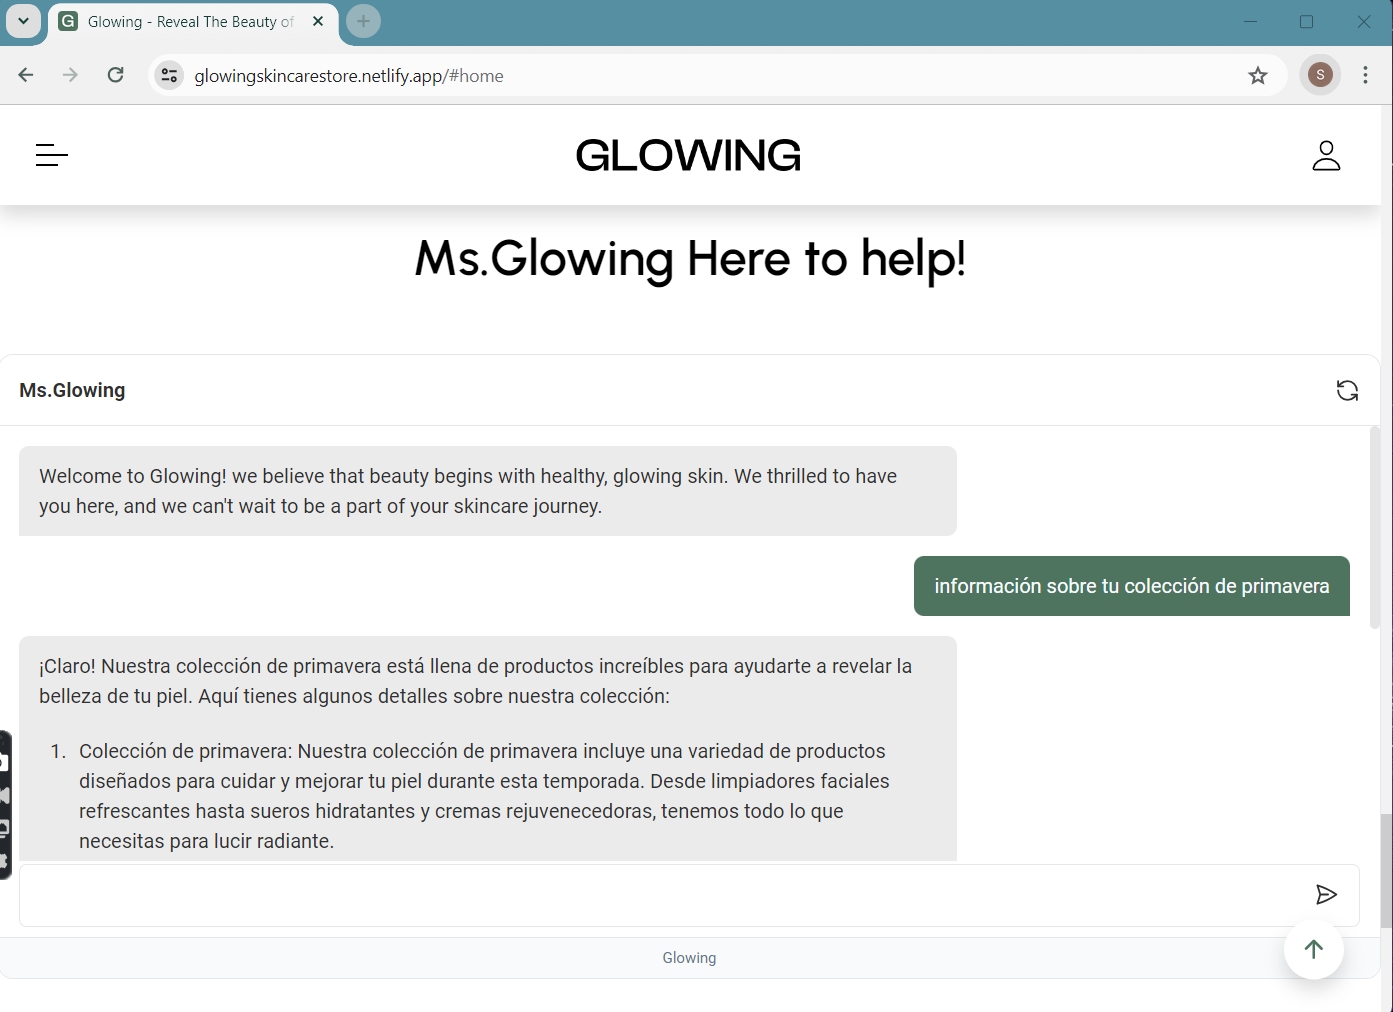 G Glowing - Reveal The Beauty of
glowingskincarestore.netlify.app/#home
S
GLOWING
Ms.Glowing Here to help!
Ms.Glowing
Welcome to Glowing! we believe that beauty begins with healthy, glowing skin. We thrilled to have
you here, and we can't wait to be a part of your skincare journey.
información sobre tu colección de primavera
¡Claro! Nuestra colección de primavera está llena de productos increíbles para ayudarte a revelar la
belleza de tu piel. Aquí tienes algunos detalles sobre nuestra colección:
1. Colección de primavera: Nuestra colección de primavera incluye una variedad de productos
diseñados para cuidar y mejorar tu piel durante esta temporada. Desde limpiadores faciales
refrescantes hasta sueros hidratantes y cremas rejuvenecedoras, tenemos todo lo que
necesitas para lucir radiante.
Glowing